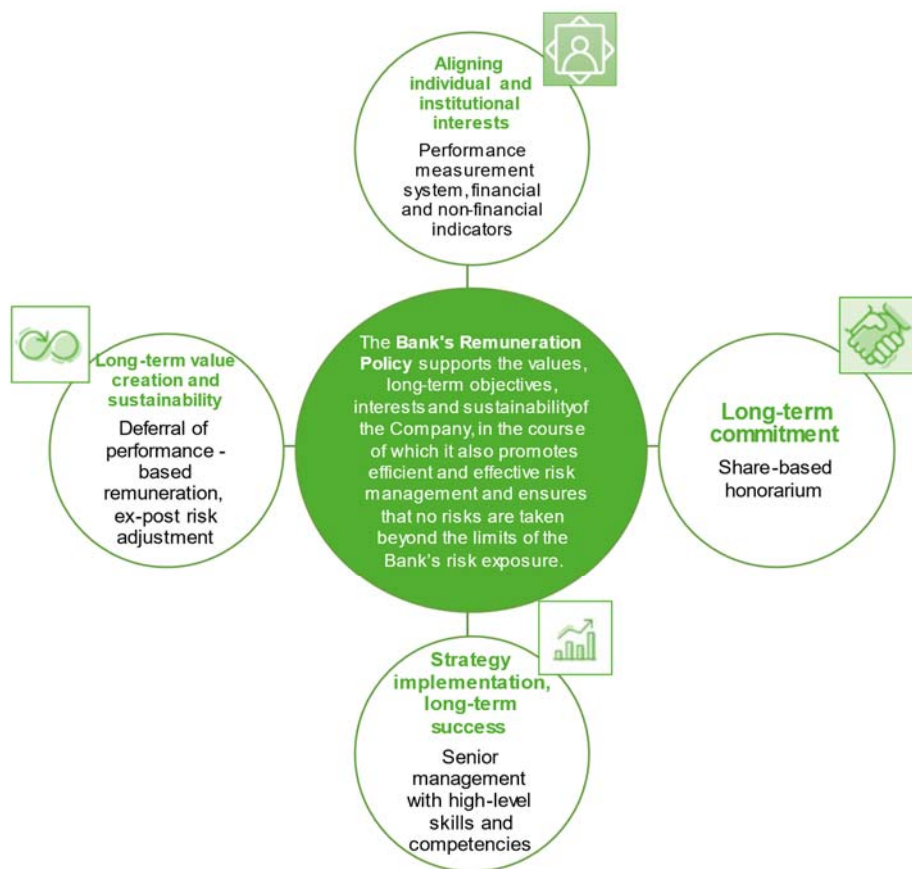 Aligning
individual and
institutional
interests
Performance
measurement
system, financial
and non-financial
indicators
Long-term value
creation and
sustainability
Deferral of
performance -
based
remuneration,
ex-post risk
adjustment
The Bank's Remuneration
Policy supports the values,
long-term objectives,
interests and sustainabilityof
the Company, in the course
of which it also promotes
efficient and effective risk
management and ensures
that no risks are taken
beyond the limits of the
Bank's risk exposure.
Long-term
commitment
Share-based
honorarium
Strategy
implementation,
long-term
success
Senior
management
with high-level
skills and
competencies